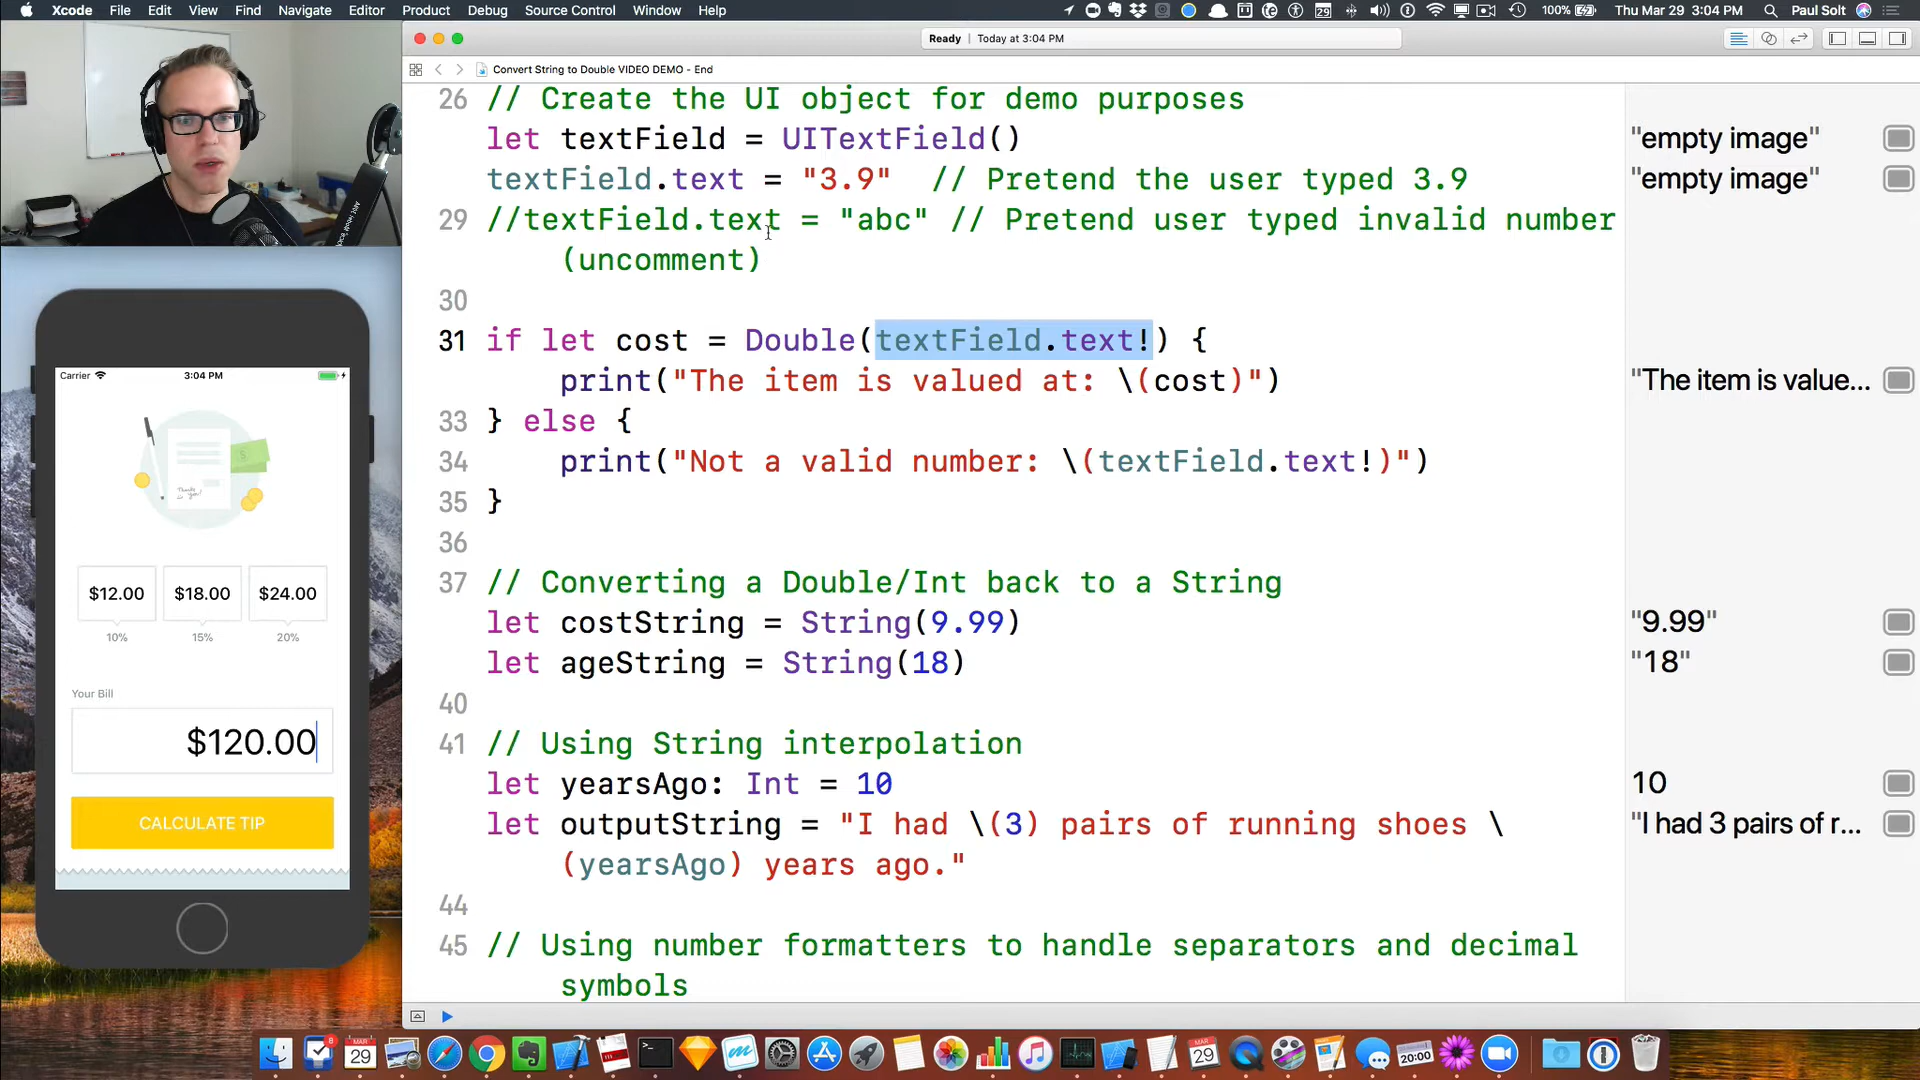 Xcode File Edit View Find Navigate Editor Product Debug Source Control Window Help
29 100% Thu Mar 29 3:04 PM Paul Solt
Ready | Today at 3:04 PM
Convert String to Double VIDEO DEMO - End
26 // Create the UI object for demo purposes
let textField = UITextField() "empty image"
textField.text = "3.9" // Pretend the user typed 3.9 "empty image"
29 //textField.text = "abc" // Pretend user typed invalid number
(uncomment)
30
31 if let cost = Double(textField.text!) {
print("The item is valued at: \(cost)") "The item is value...
33 } else {
34 print("Not a valid number: \(textField.text!)")
35 }
36
37 // Converting a Double/Int back to a String
let costString = String(9.99) "9.99"
let ageString = String(18) "18"
40
41 // Using String interpolation
let yearsAgo: Int = 10 10
let outputString = "I had \(3) pairs of running shoes \ "I had 3 pairs of r...
(yearsAgo) years ago."
44
45 // Using number formatters to handle separators and decimal
symbols
Carrier 3:04 PM
Thanks
$12.00 $18.00 $24.00
10% 15% 20%
Your Bill
$120.00
CALCULATE TIP
8 MAR 29 MAR 29 20:00